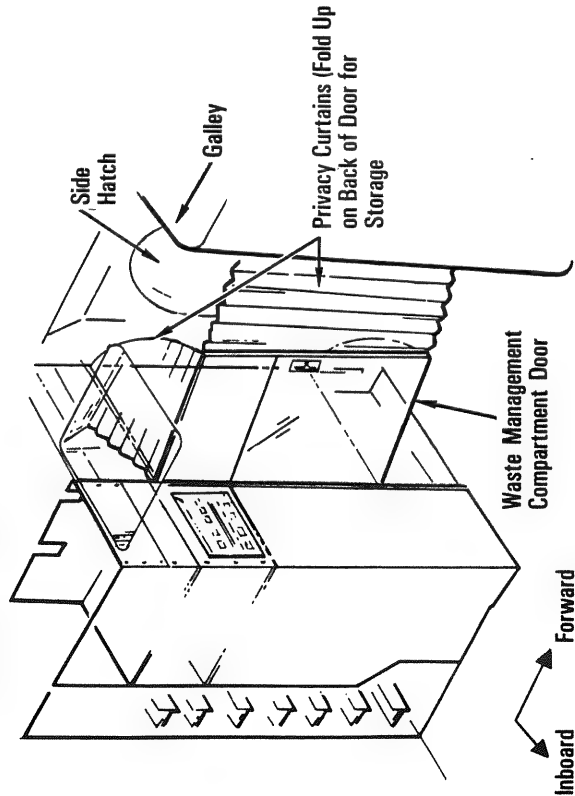 Side
Hatch
Galley
Privacy Curtains (Fold Up
on Back of Door for
Storage
Waste Management
Compartment Door
Inboard
Forward